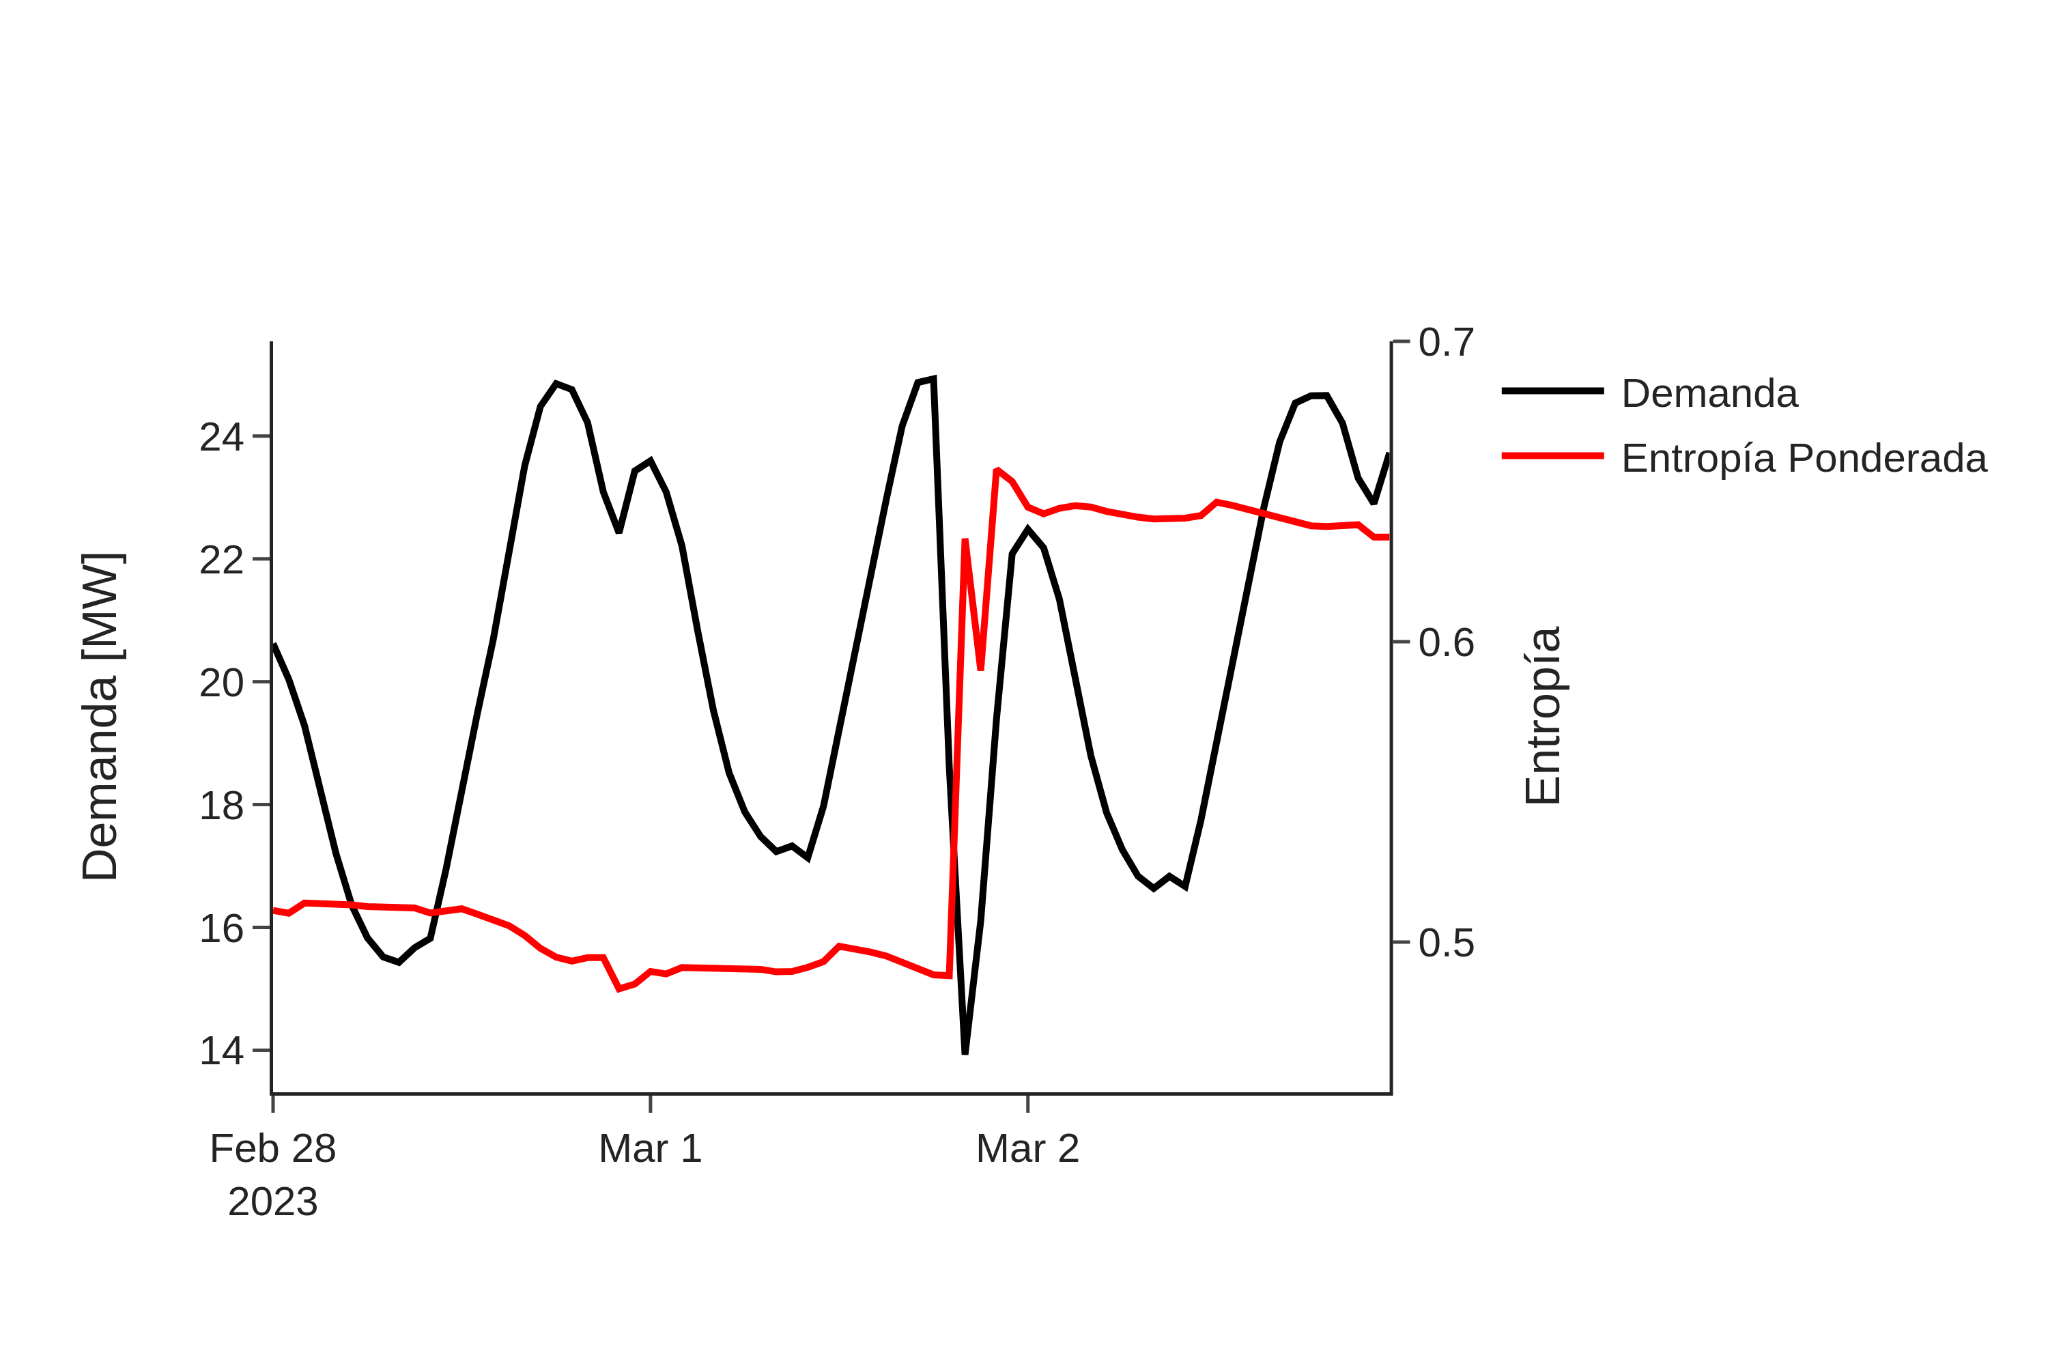 Demanda [MW]
24
22
20
18
16
14
Feb 28
2023
Mar 1
Mar 2
0.7
0.6
0.5
Entropía
Demanda
Entropía Ponderada